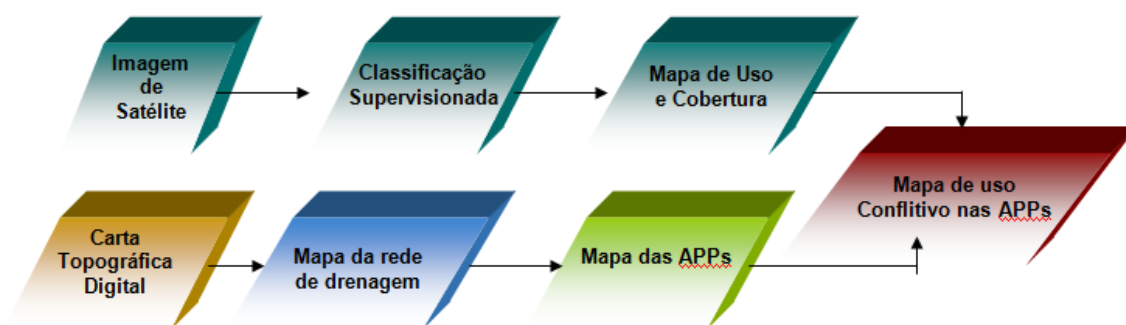 Imagem
de
Satélite
Classificação
Supervisionada
Mapa de Uso
e Cobertura
Mapa de uso
Conflitivo nas APPs
Carta
Topográfica
Digital
Mapa da rede
de drenagem
Mapa das APPs